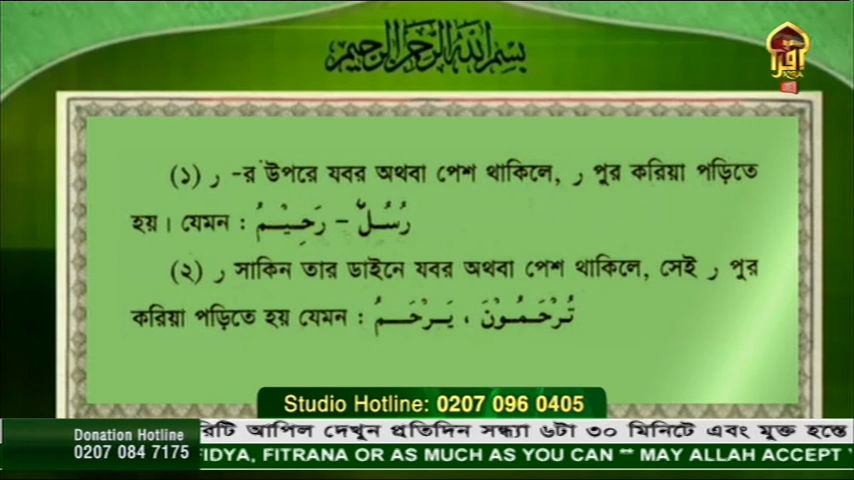 بسم الله الرحمن الرحيم
اقرأ
(১) ر -র উপরে যবর অথবা পেশ থাকিলে, ر পুর করিয়া পড়িতে
হয়। যেমন : رَحِيْمُ - رُسُلٌ
(২) ر সাকিন তার ডাইনে যবর অথবা পেশ থাকিলে, সেই ر পুর
করিয়া পড়িতে হয় যেমন : يَرْحَمُ ، تُرْحَمُوْنَ
Studio Hotline: 0207 096 0405
Donation Hotline
0207 084 7175
রিটি আপিল দেখুন প্রতিদিন সন্ধ্যা ৬টা ৩০ মিনিটে এবং মুক্ত হস্তে
FIDYA, FITRANA OR AS MUCH AS YOU CAN ** MAY ALLAH ACCEPT